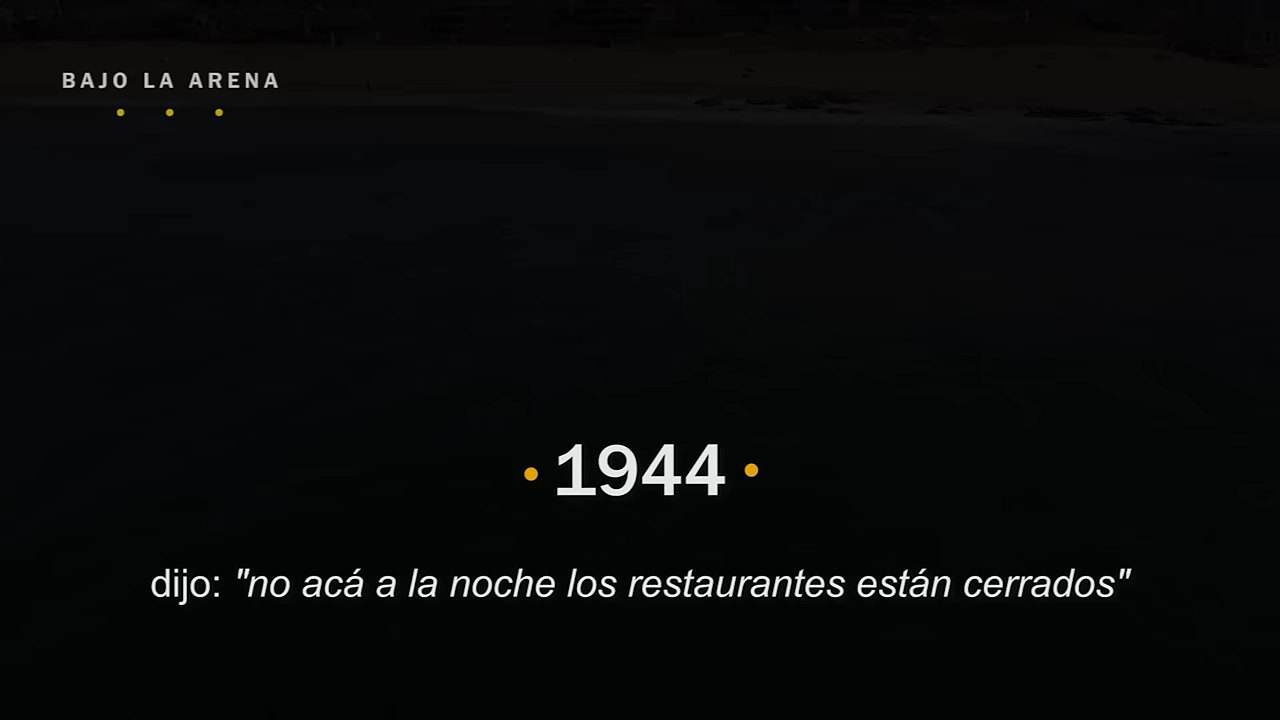 BAJO LA ARENA
1944
dijo: "no acá a la noche los restaurantes están cerrados"